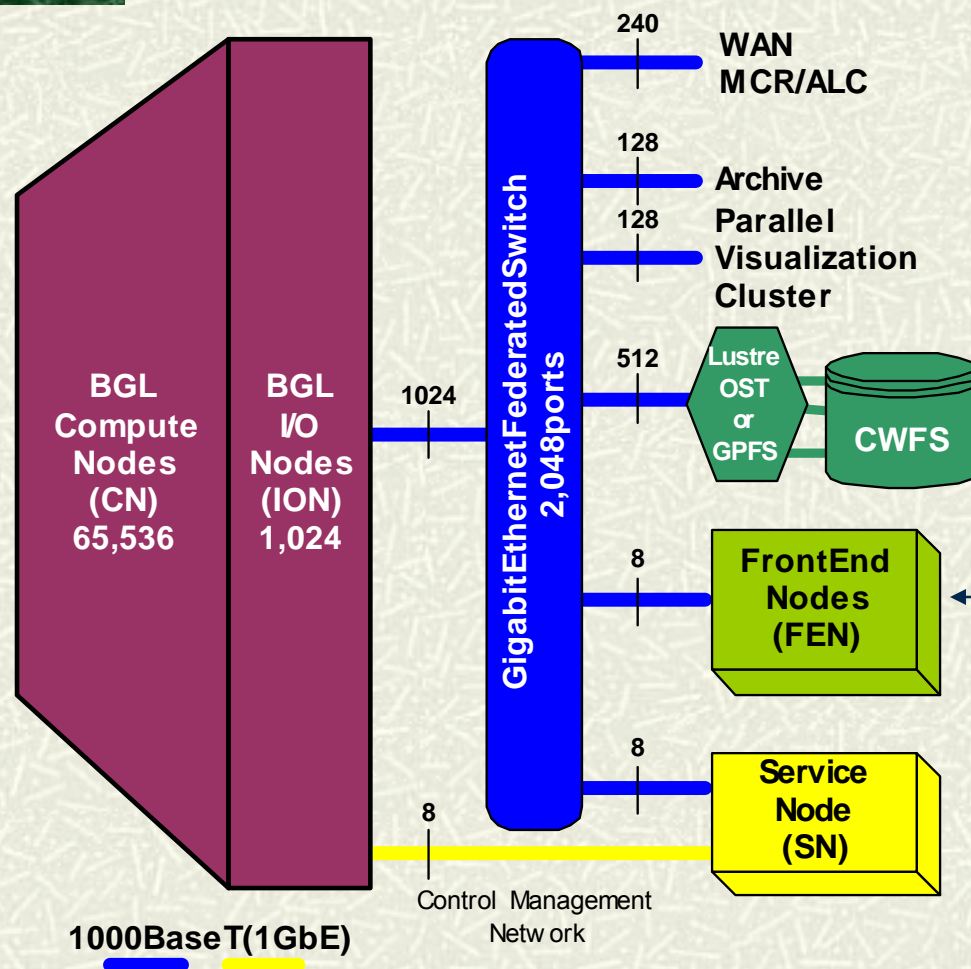 240
WAN
MCR/ALC
128
Archive
128
Parallel
Visualization
Cluster
512
Lustre
OST
or
GPFS
CWFS
BGL
Compute
Nodes
(CN)
65,536
BGL
I/O
Nodes
(ION)
1,024
1024
GigabitEthernetFederatedSwitch
2,048ports
8
FrontEnd
Nodes
(FEN)
8
Service
Node
(SN)
8
Control Management
Network
1000BaseT(1GbE)